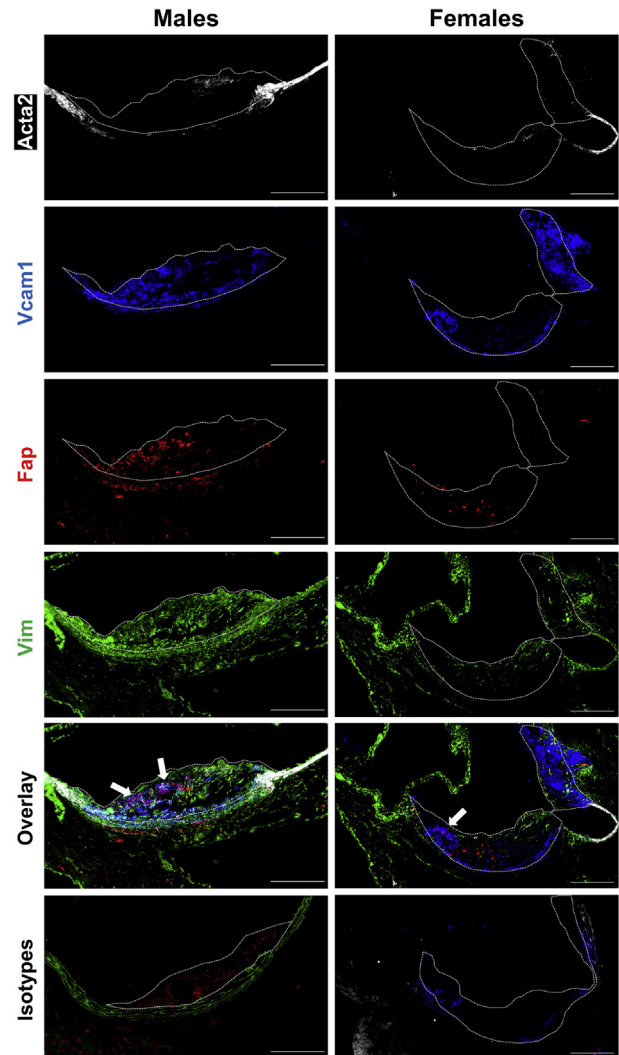 Males
Females
Acta2
Vcam1
Fap
Vim
Overlay
Isotypes